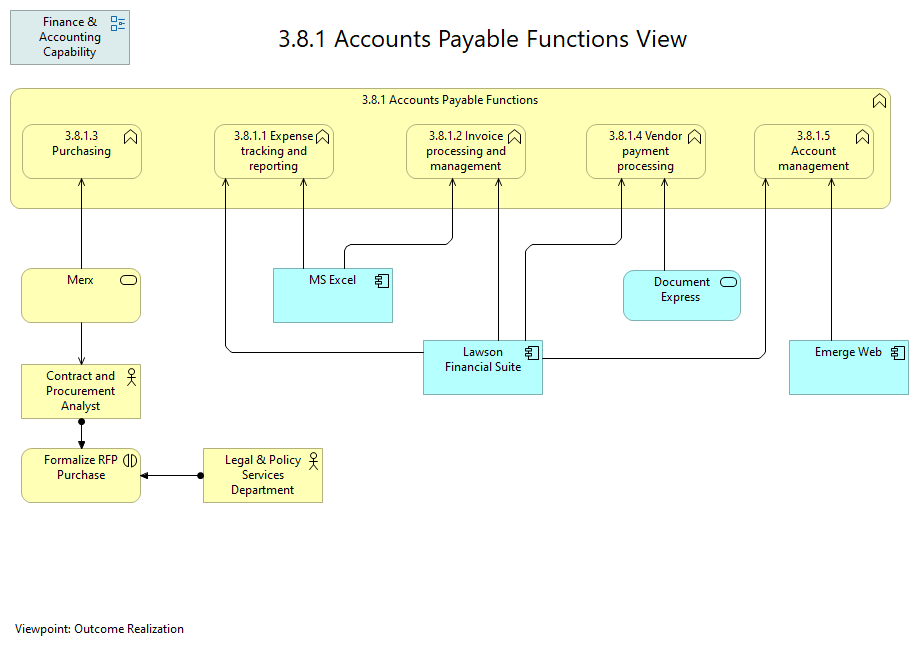 Finance &
Accounting
Capability
3.8.1 Accounts Payable Functions View
3.8.1 Accounts Payable Functions
3.8.1.3
Purchasing
3.8.1.1 Expense
tracking and
reporting
3.8.1.2 Invoice
processing and
management
3.8.1.4 Vendor
payment
processing
3.8.1.5
Account
management
Merx
MS Excel
Document
Express
Lawson
Financial Suite
Emerge Web
Contract and
Procurement
Analyst
Formalize RFP
Purchase
Legal & Policy
Services
Department
Viewpoint: Outcome Realization